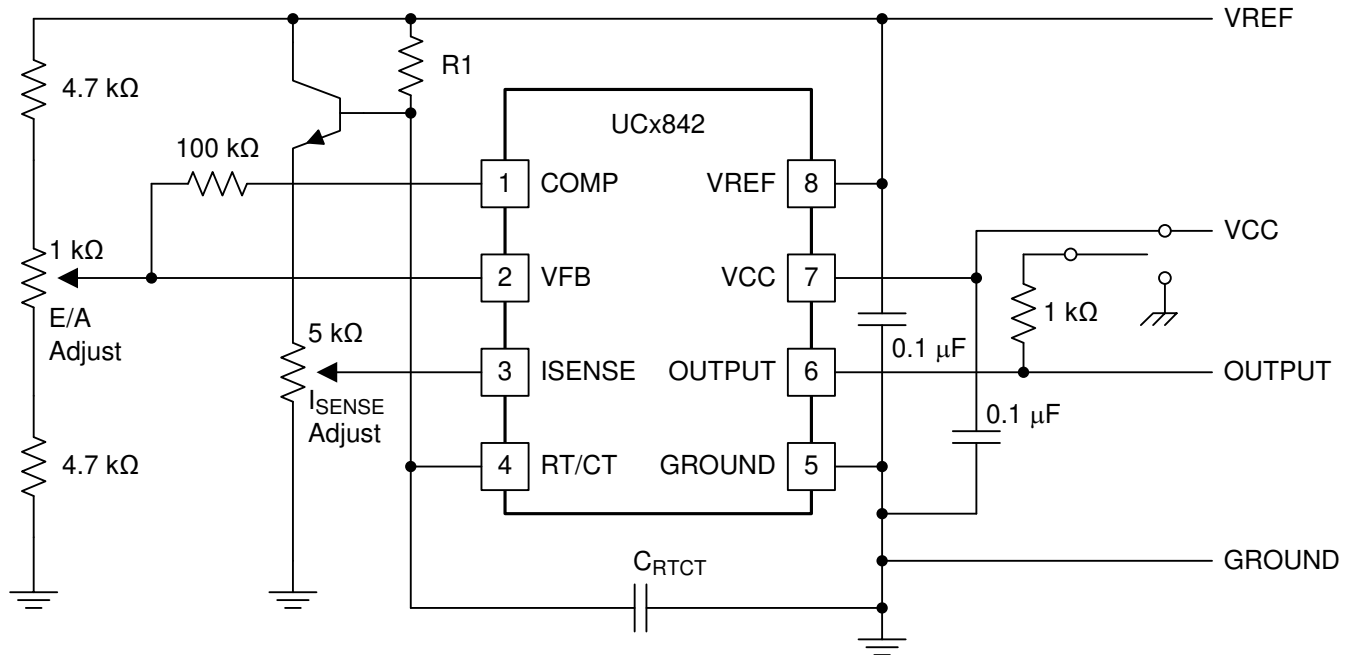 VREF
4.7 kΩ
R1
UCx842
100 kΩ
1 COMP
VREF 8
1 kΩ
VCC
2 VFB
VCC 7
E/A
Adjust
5 kΩ
1 kΩ
0.1 μF
3 ISENSE
OUTPUT 6
OUTPUT
ISENSE
Adjust
0.1 μF
4.7 kΩ
4 RT/CT
GROUND 5
CRTCT
GROUND